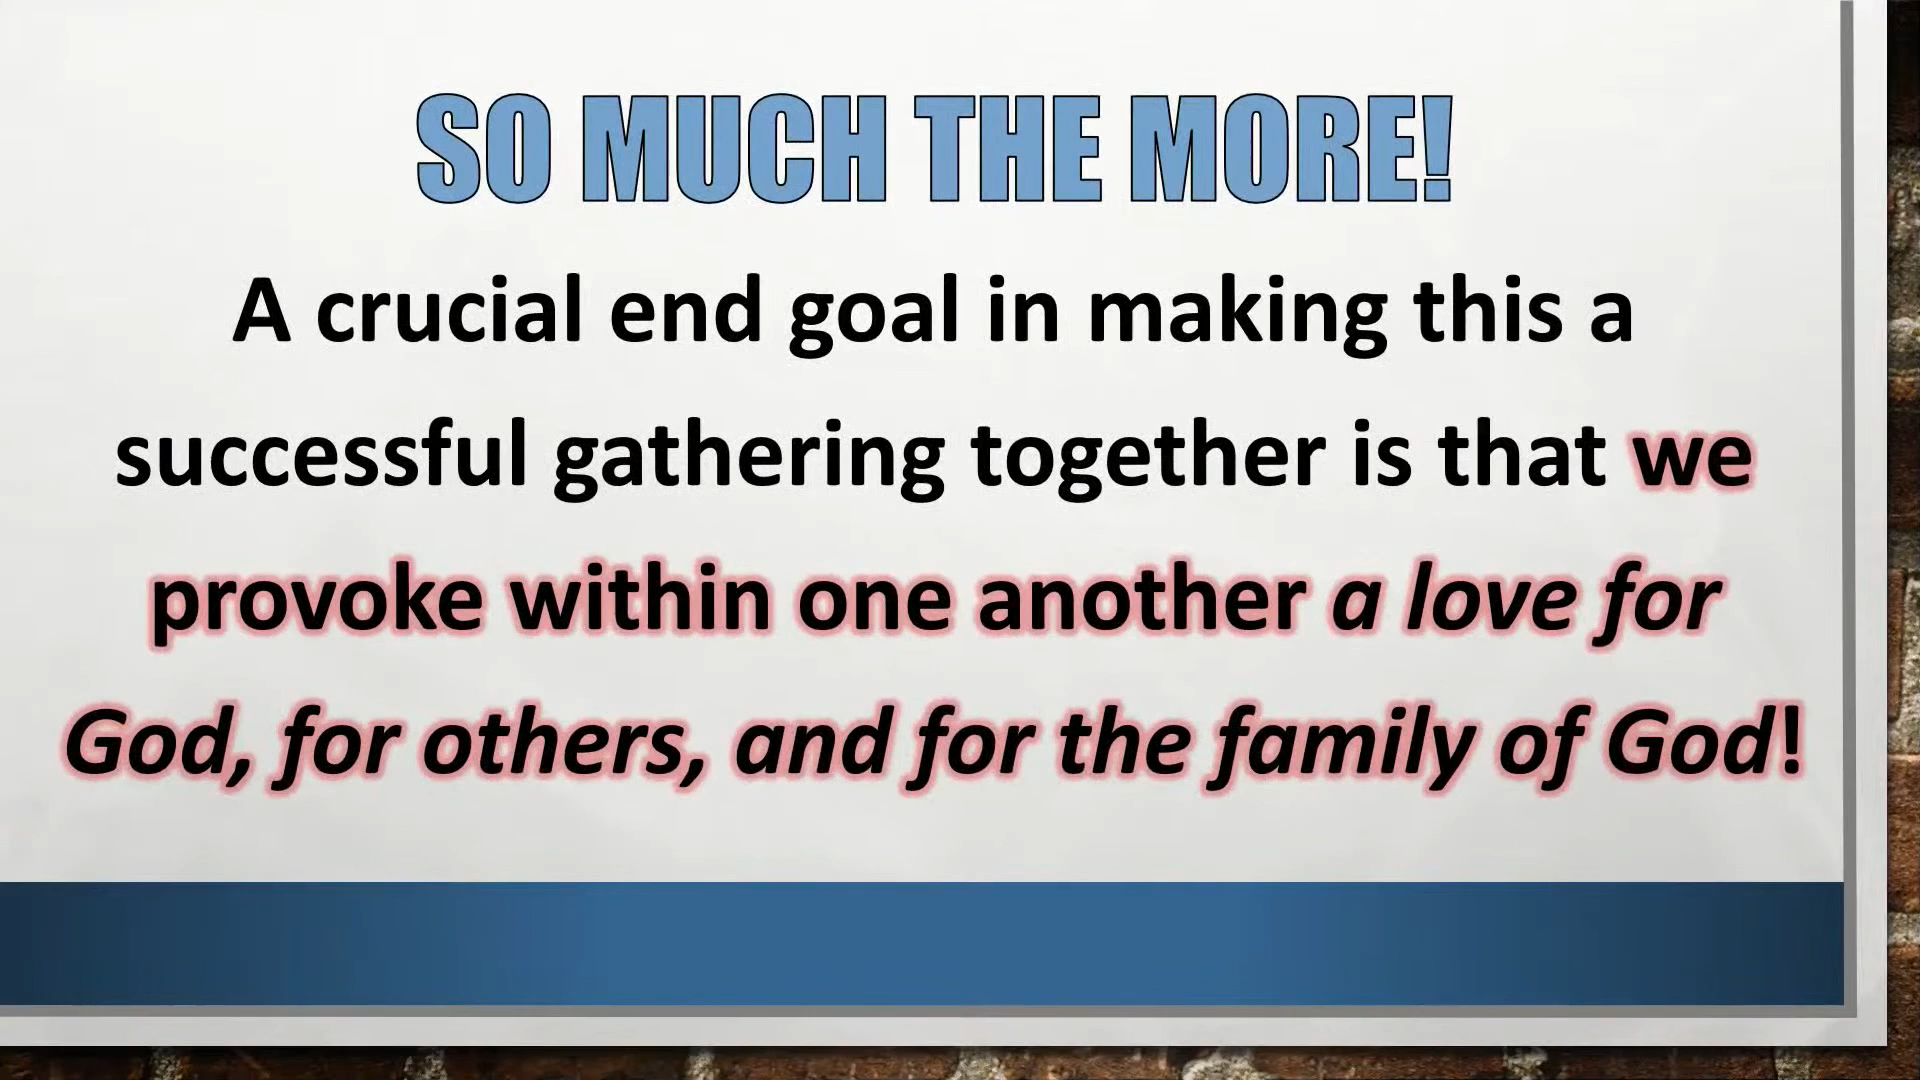 SO MUCH THE MORE!
A crucial end goal in making this a
successful gathering together is that we
provoke within one another a love for
God, for others, and for the family of God!